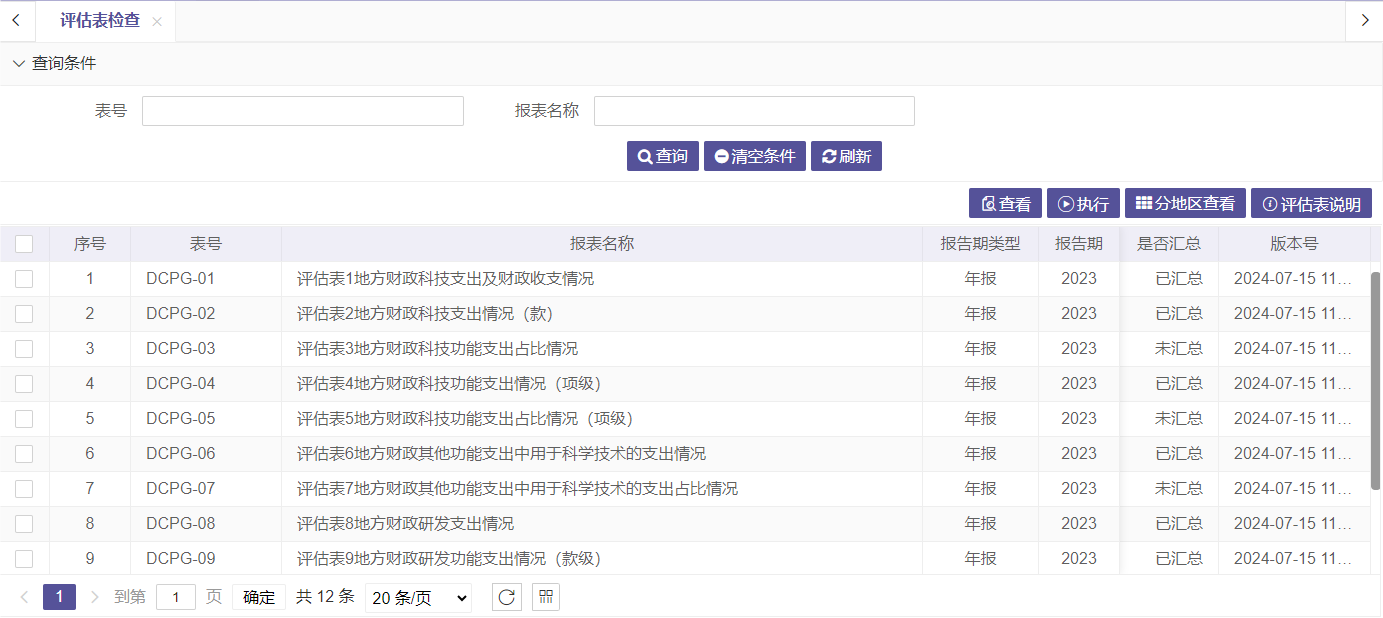 评估表检查
查询条件
表号 报表名称
查询 清空条件 刷新
查看 执行 分地区查看 评估表说明
序号 表号 报表名称 报告期类型 报告期 是否汇总 版本号
1 DCPG-01 评估表1地方财政科技支出及财政收支情况 年报 2023 已汇总 2024-07-15 11...
2 DCPG-02 评估表2地方财政科技支出情况（款） 年报 2023 已汇总 2024-07-15 11...
3 DCPG-03 评估表3地方财政科技功能支出占比情况 年报 2023 未汇总 2024-07-15 11...
4 DCPG-04 评估表4地方财政科技功能支出情况（项级） 年报 2023 已汇总 2024-07-15 11...
5 DCPG-05 评估表5地方财政科技功能支出占比情况（项级） 年报 2023 未汇总 2024-07-15 11...
6 DCPG-06 评估表6地方财政其他功能支出中用于科学技术的支出情况 年报 2023 已汇总 2024-07-15 11...
7 DCPG-07 评估表7地方财政其他功能支出中用于科学技术的支出占比情况 年报 2023 未汇总 2024-07-15 11...
8 DCPG-08 评估表8地方财政研发支出情况 年报 2023 已汇总 2024-07-15 11...
9 DCPG-09 评估表9地方财政研发功能支出情况（款级） 年报 2023 已汇总 2024-07-15 11...
1 到第 1 页 确定 共 12 条 20 条/页